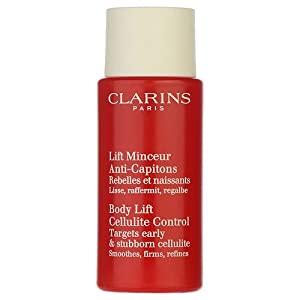 CLARINS
PARIS
Lift Minceur
Anti-Capitons
Rebelles et naissants
Lisse, raffermit, regalbe
Body Lift
Cellulite Control
Targets early
& stubborn cellulite
Smoothes, firms, refines